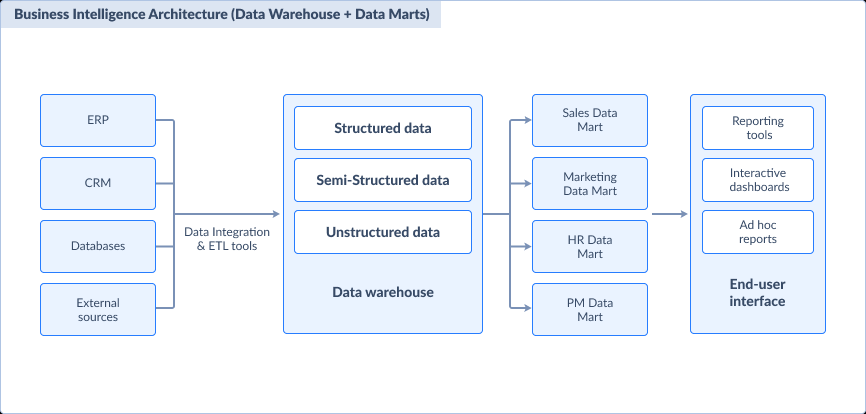 Business Intelligence Architecture (Data Warehouse + Data Marts)
ERP
CRM
Databases
External
sources
Data Integration
& ETL tools
Structured data
Semi-Structured data
Unstructured data
Data warehouse
Sales Data
Mart
Marketing
Data Mart
HR Data
Mart
PM Data
Mart
Reporting
tools
Interactive
dashboards
Ad hoc
reports
End-user
interface